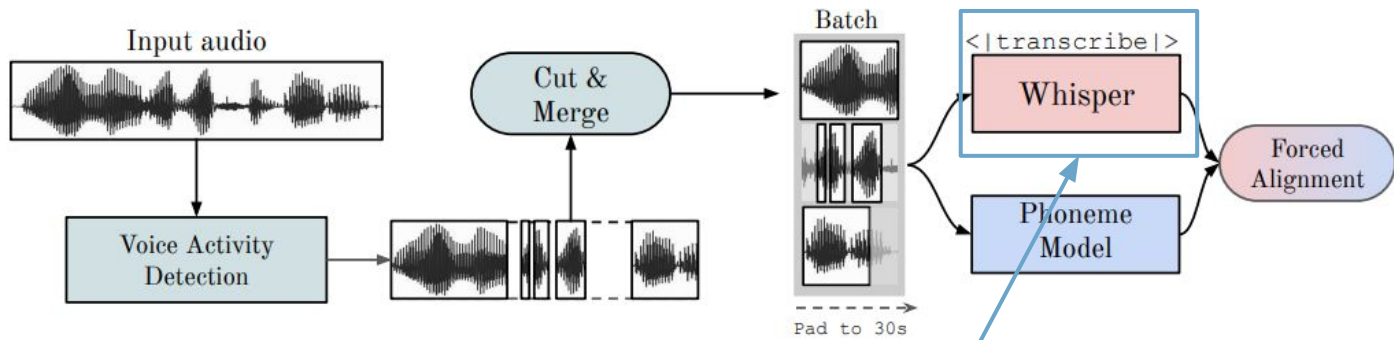 Input audio
Voice Activity
Detection
Cut &
Merge
Batch
Pad to 30s
<|transcribe|>
Whisper
Phoneme
Model
Forced
Alignment